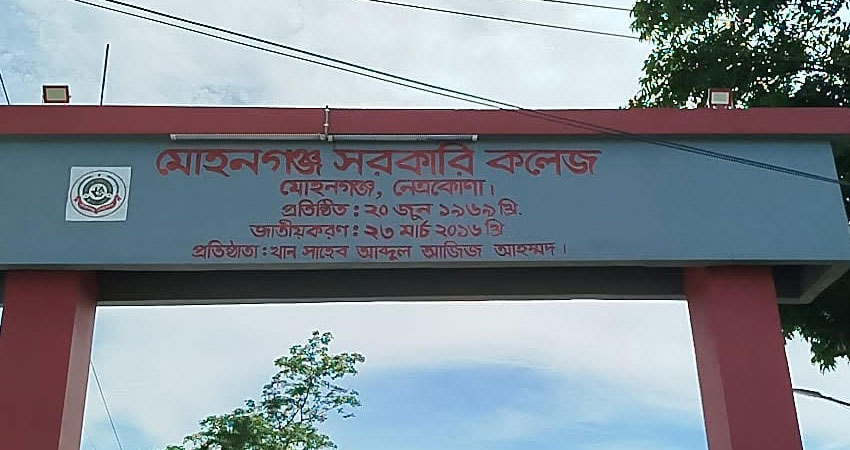 মোহনগঞ্জ সরকারি কলেজ
মোহনগঞ্জ, নেত্রকোণা।
প্রতিষ্ঠিত : ২০ জুন ১৯৬৯ খ্রি.
জাতীয়করণ : ২৩ মার্চ ২০১৬ খ্রি
প্রতিষ্ঠাতা : খান সাহেব আব্দুল আজিজ আহম্মদ ।